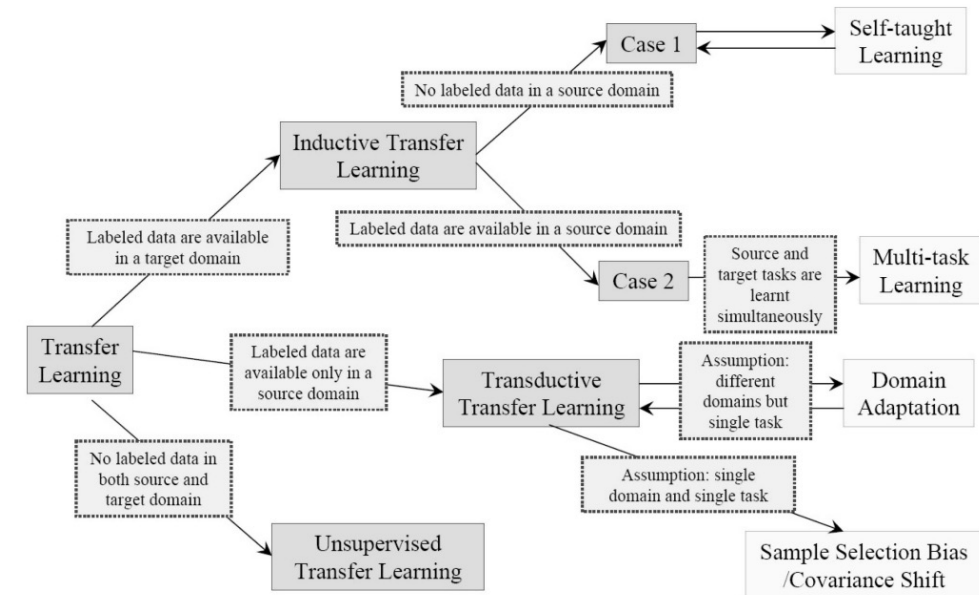 Case 1
Self-taught
Learning
No labeled data in a source domain
Inductive Transfer
Learning
Labeled data are available
in a target domain
Labeled data are available in a source domain
Case 2
Source and
target tasks are
learnt
simultaneously
Multi-task
Learning
Transfer
Learning
Labeled data are
available only in a
source domain
Transductive
Transfer Learning
Assumption:
different
domains but
single task
Domain
Adaptation
No labeled data in
both source and
target domain
Assumption: single
domain and single task
Unsupervised
Transfer Learning
Sample Selection Bias
/Covariance Shift